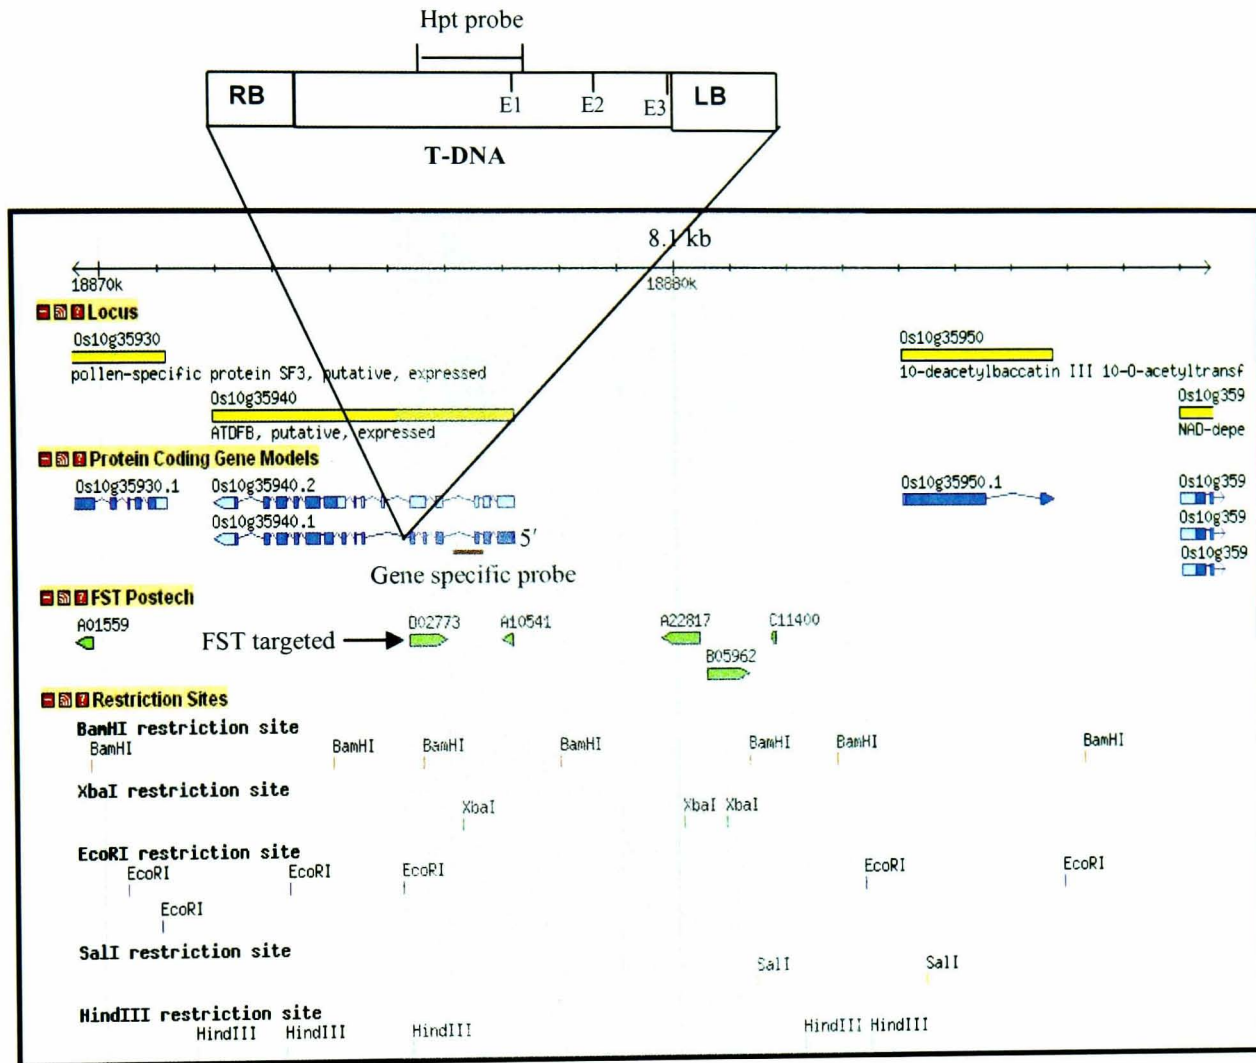 Hpt probe
RB
E1
E2
E3
LB
T-DNA
8.1 kb
18870k
18880k
Locus
Os10g35930
Os10g35950
pollen-specific protein SF3, putative, expressed
10-deacetylbaccatin III 10-O-acetyltransf
Os10g35940
Os10g359
ATDFB, putative, expressed
NAD-depe
Protein Coding Gene Models
Os10g35930.1
Os10g35940.2
Os10g35950.1
Os10g359
Os10g35940.1
5'
Os10g359
Os10g359
Gene specific probe
FST Postech
A01559
FST targeted
D02773
A10541
A22817
C11400
B05962
Restriction Sites
BamHI restriction site
BamHI BamHI BamHI BamHI BamHI BamHI BamHI
XbaI restriction site
XbaI XbaI XbaI
EcoRI restriction site
EcoRI EcoRI EcoRI EcoRI EcoRI
EcoRI
SalI restriction site
SalI SalI
HindIII restriction site
HindIII HindIII HindIII HindIII HindIII